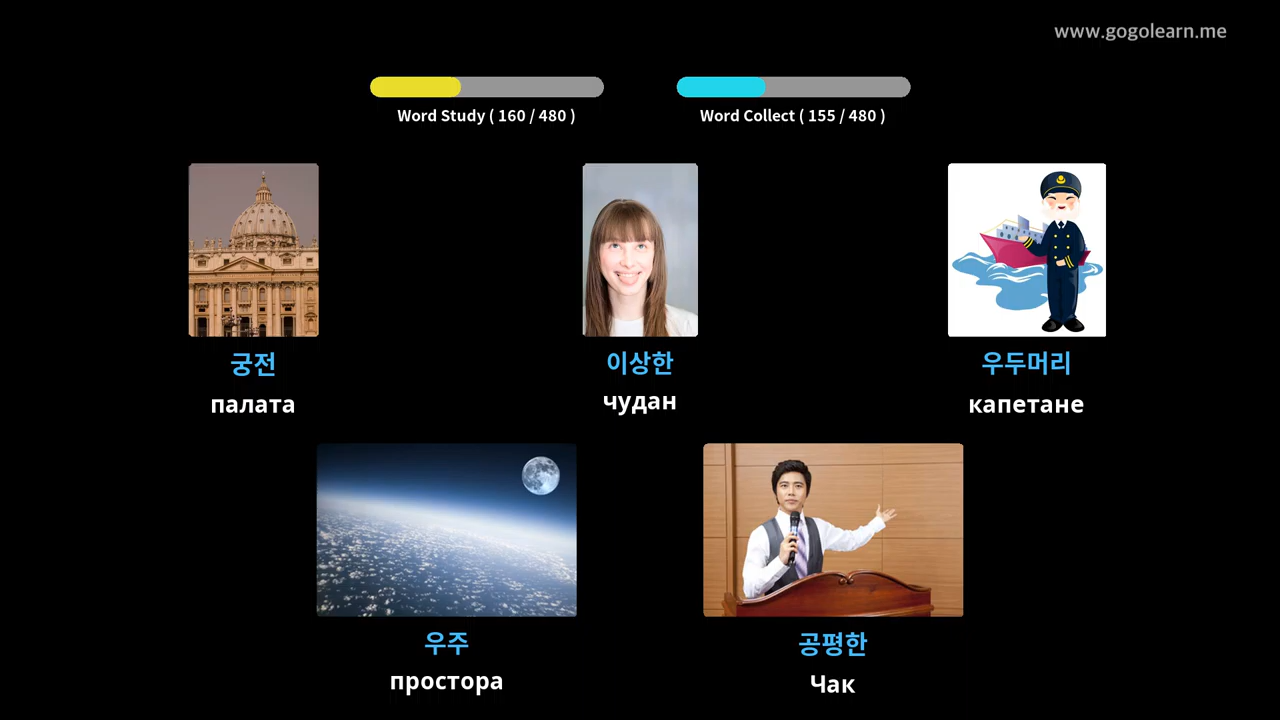 www.gogolearn.me
Word Study ( 160 / 480 )
Word Collect ( 155 / 480 )
궁전
палата
이상한
чудан
우두머리
капетане
우주
простора
공평한
Чак